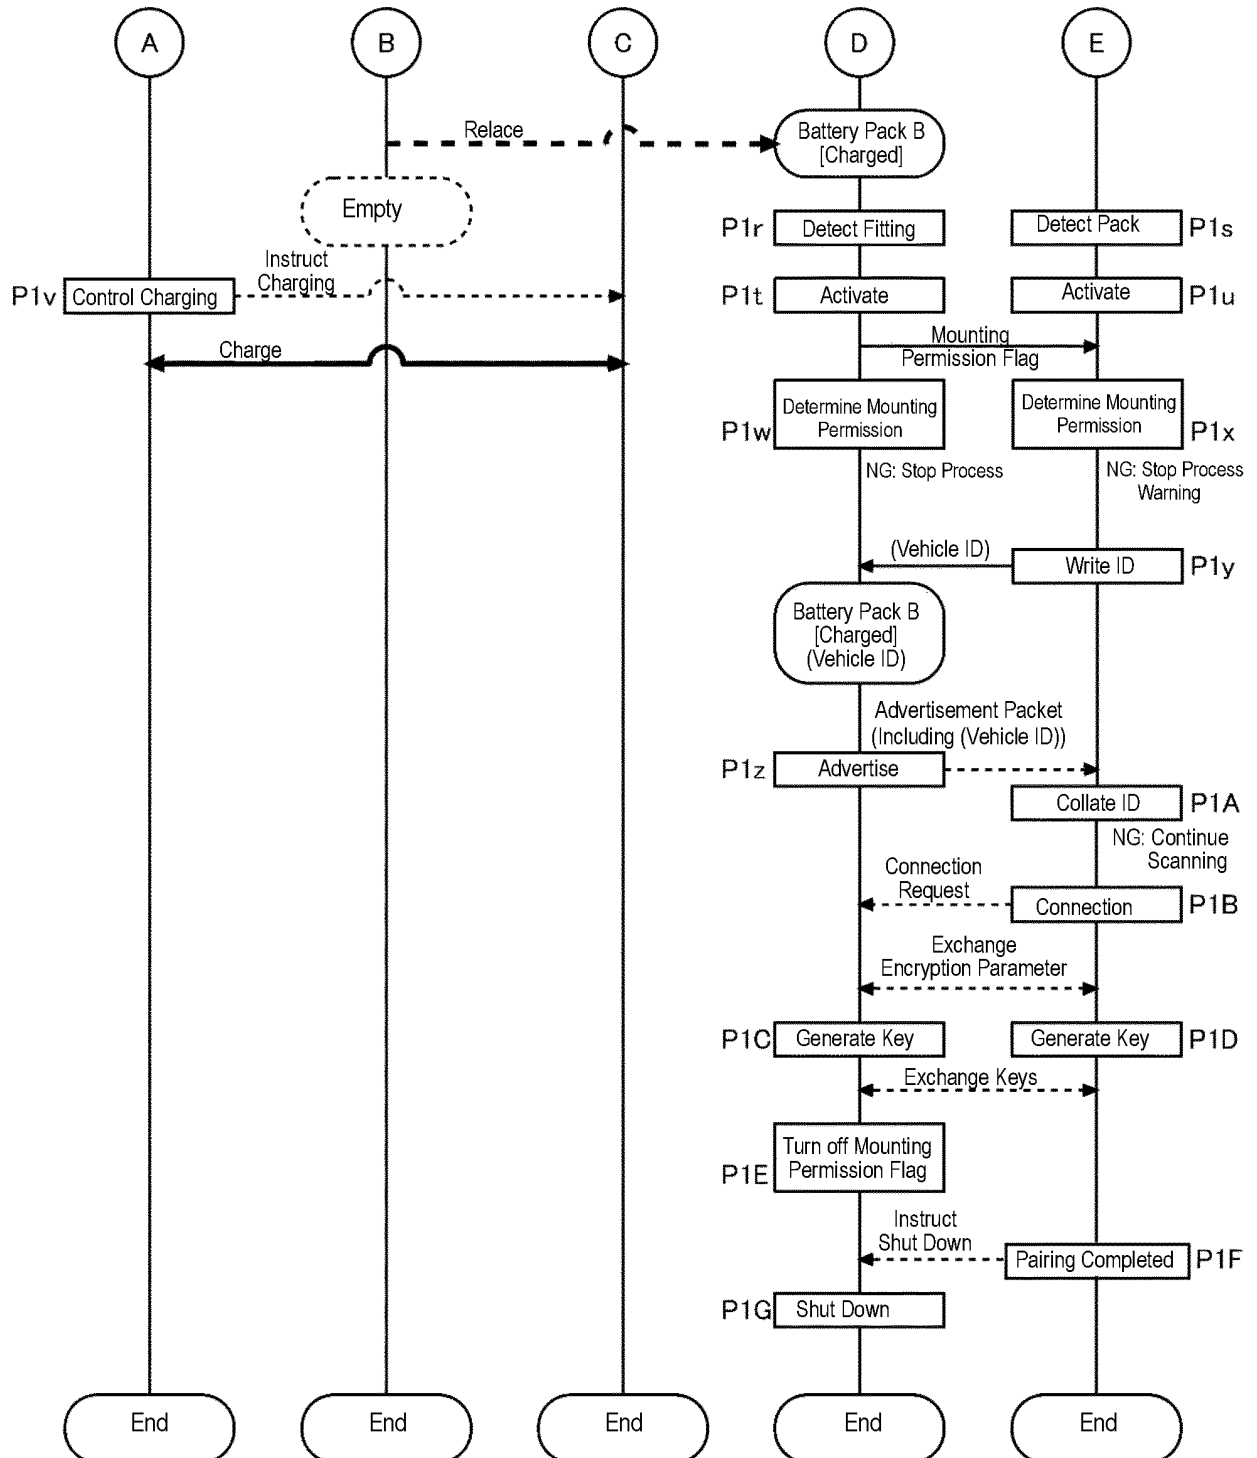 A
B
C
D
E
Relace
Battery Pack B
[Charged]
Empty
P1r
Detect Fitting
Detect Pack
P1s
Instruct
Charging
P1v
Control Charging
P1t
Activate
Activate
P1u
Charge
Mounting
Permission Flag
P1w
Determine Mounting
Permission
Determine Mounting
Permission
P1x
NG: Stop Process
NG: Stop Process
Warning
(Vehicle ID)
Write ID
P1y
Battery Pack B
[Charged]
(Vehicle ID)
Advertisement Packet
(Including (Vehicle ID))
P1z
Advertise
Collate ID
P1A
NG: Continue
Scanning
Connection
Request
Connection
P1B
Exchange
Encryption Parameter
P1C
Generate Key
Generate Key
P1D
Exchange Keys
P1E
Turn off Mounting
Permission Flag
Instruct
Shut Down
Pairing Completed
P1F
P1G
Shut Down
End
End
End
End
End